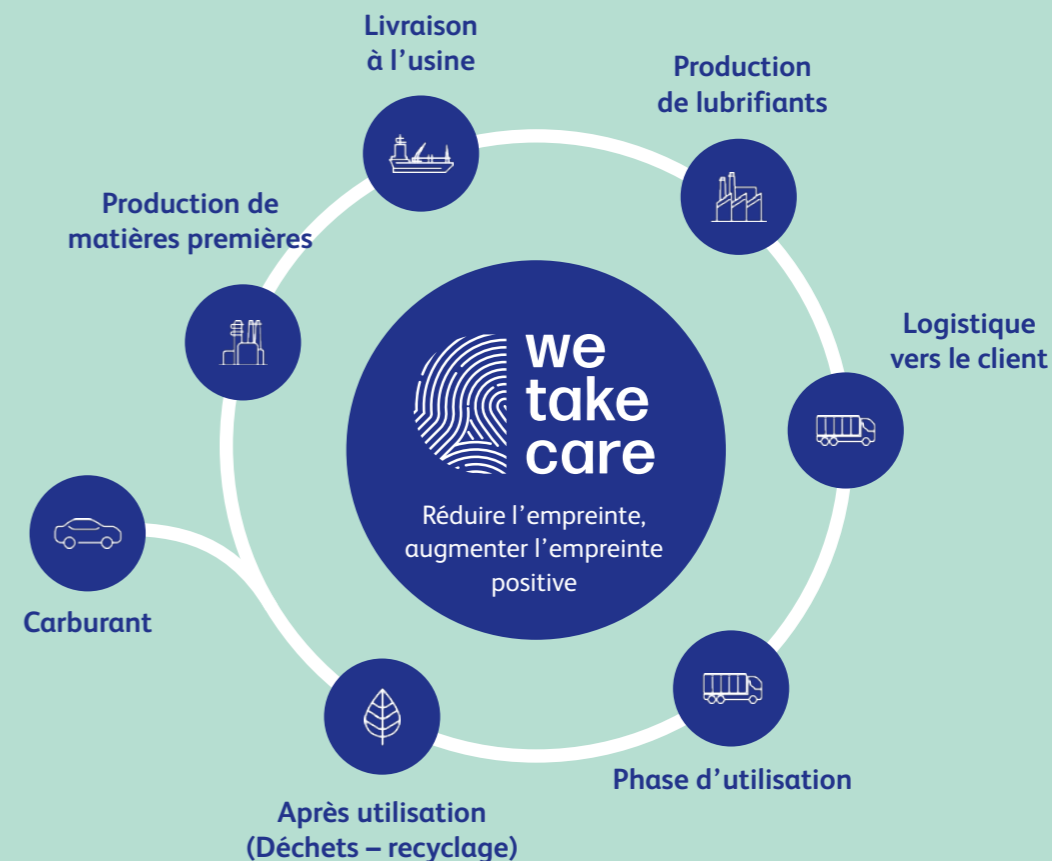 Livraison
à l’usine
Production
de lubrifiants
Production de
matières premières
Logistique
vers le client
we
take
care
Réduire l’empreinte,
augmenter l’empreinte
positive
Carburant
Phase d’utilisation
Après utilisation
(Déchets – recyclage)